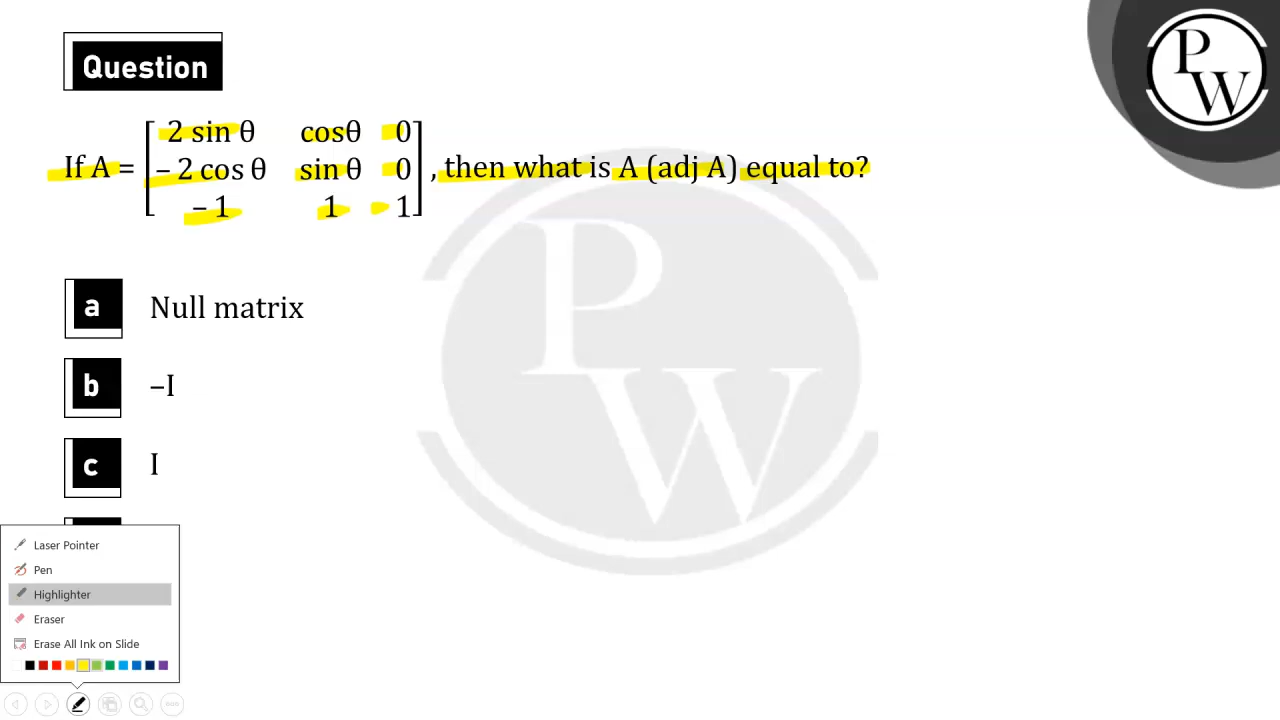 Question
P
W
2 sin θ cosθ 0
If A = − 2 cos θ sin θ 0 , then what is A (adj A) equal to?
− 1 1 1
a Null matrix
b –I
c I
Laser Pointer
Pen
Highlighter
Eraser
Erase All Ink on Slide
P
W